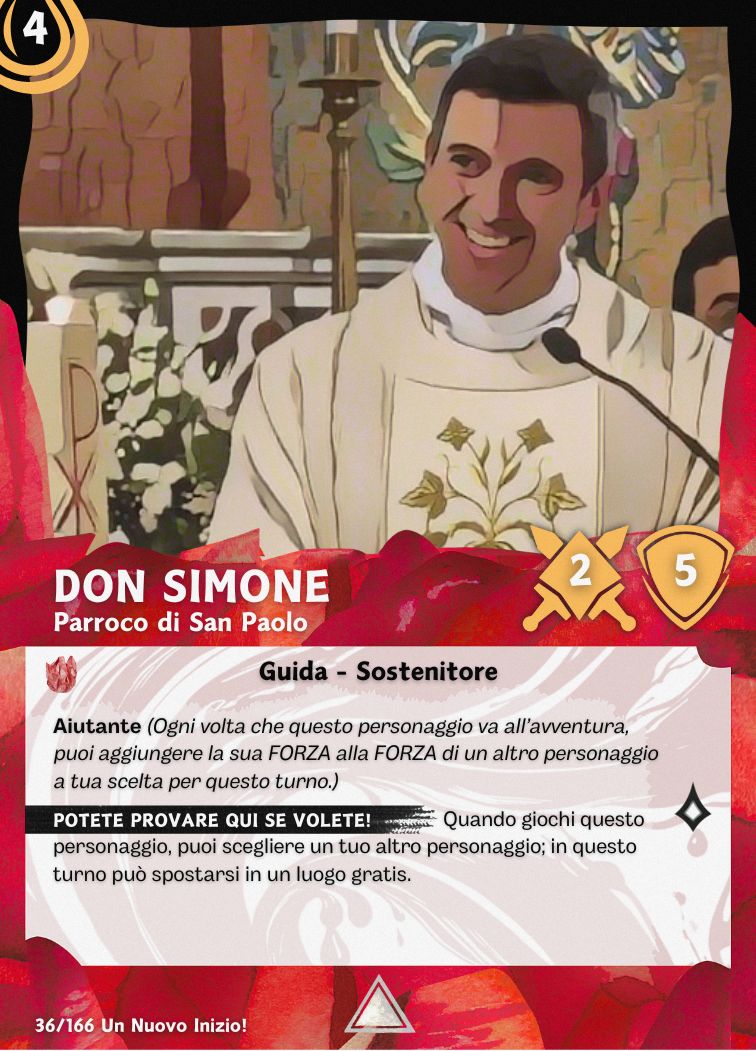 4
DON SIMONE
Parroco di San Paolo
2
5
Guida - Sostenitore
Aiutante (Ogni volta che questo personaggio va all'avventura,
puoi aggiungere la sua FORZA alla FORZA di un altro personaggio
a tua scelta per questo turno.)
POTETE PROVARE QUI SE VOLETE! Quando giochi questo
personaggio, puoi scegliere un tuo altro personaggio; in questo
turno può spostarsi in un luogo gratis.
36/166 Un Nuovo Inizio!